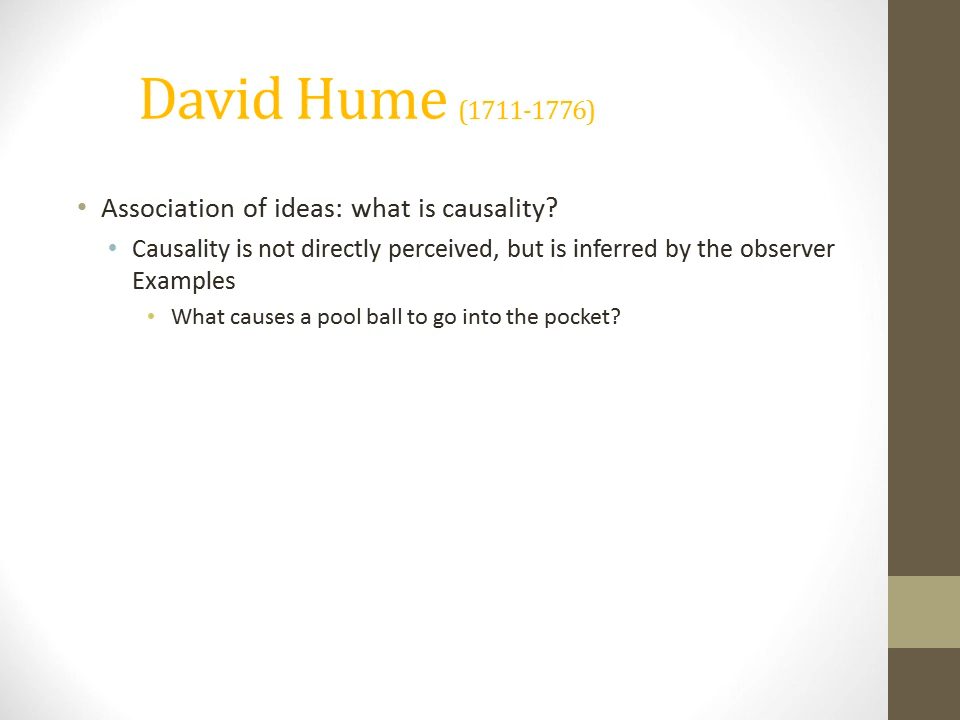 David Hume (1711-1776)
• Association of ideas: what is causality?
• Causality is not directly perceived, but is inferred by the observer
Examples
• What causes a pool ball to go into the pocket?